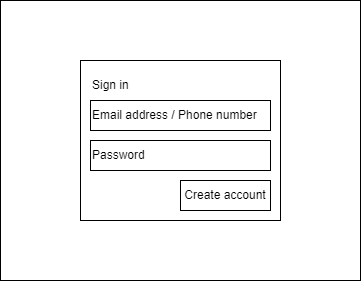 Sign in
Email address / Phone number
Password
Create account